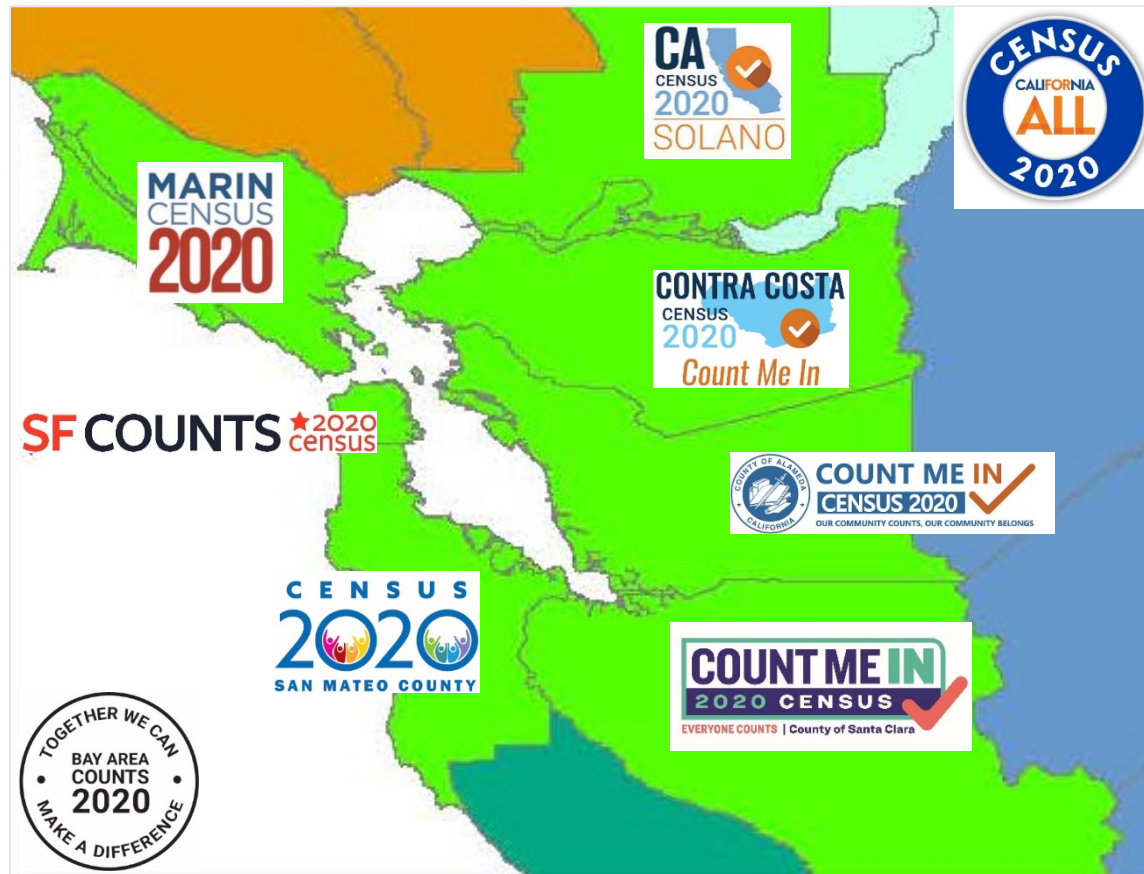 CA
CENSUS
2020
SOLANO
CENSUS
CALIFORNIA
ALL
2020
MARIN
CENSUS
2020
CONTRA COSTA
CENSUS
2020
Count Me In
SF COUNTS ★2020
census
COUNTY OF ALAMEDA
CALIFORNIA
COUNT ME IN
CENSUS 2020
OUR COMMUNITY COUNTS, OUR COMMUNITY BELONGS
CENSUS
2020
SAN MATEO COUNTY
COUNT ME IN
2020 CENSUS
EVERYONE COUNTS | County of Santa Clara
TOGETHER WE CAN
BAY AREA
COUNTS
2020
MAKE A DIFFERENCE